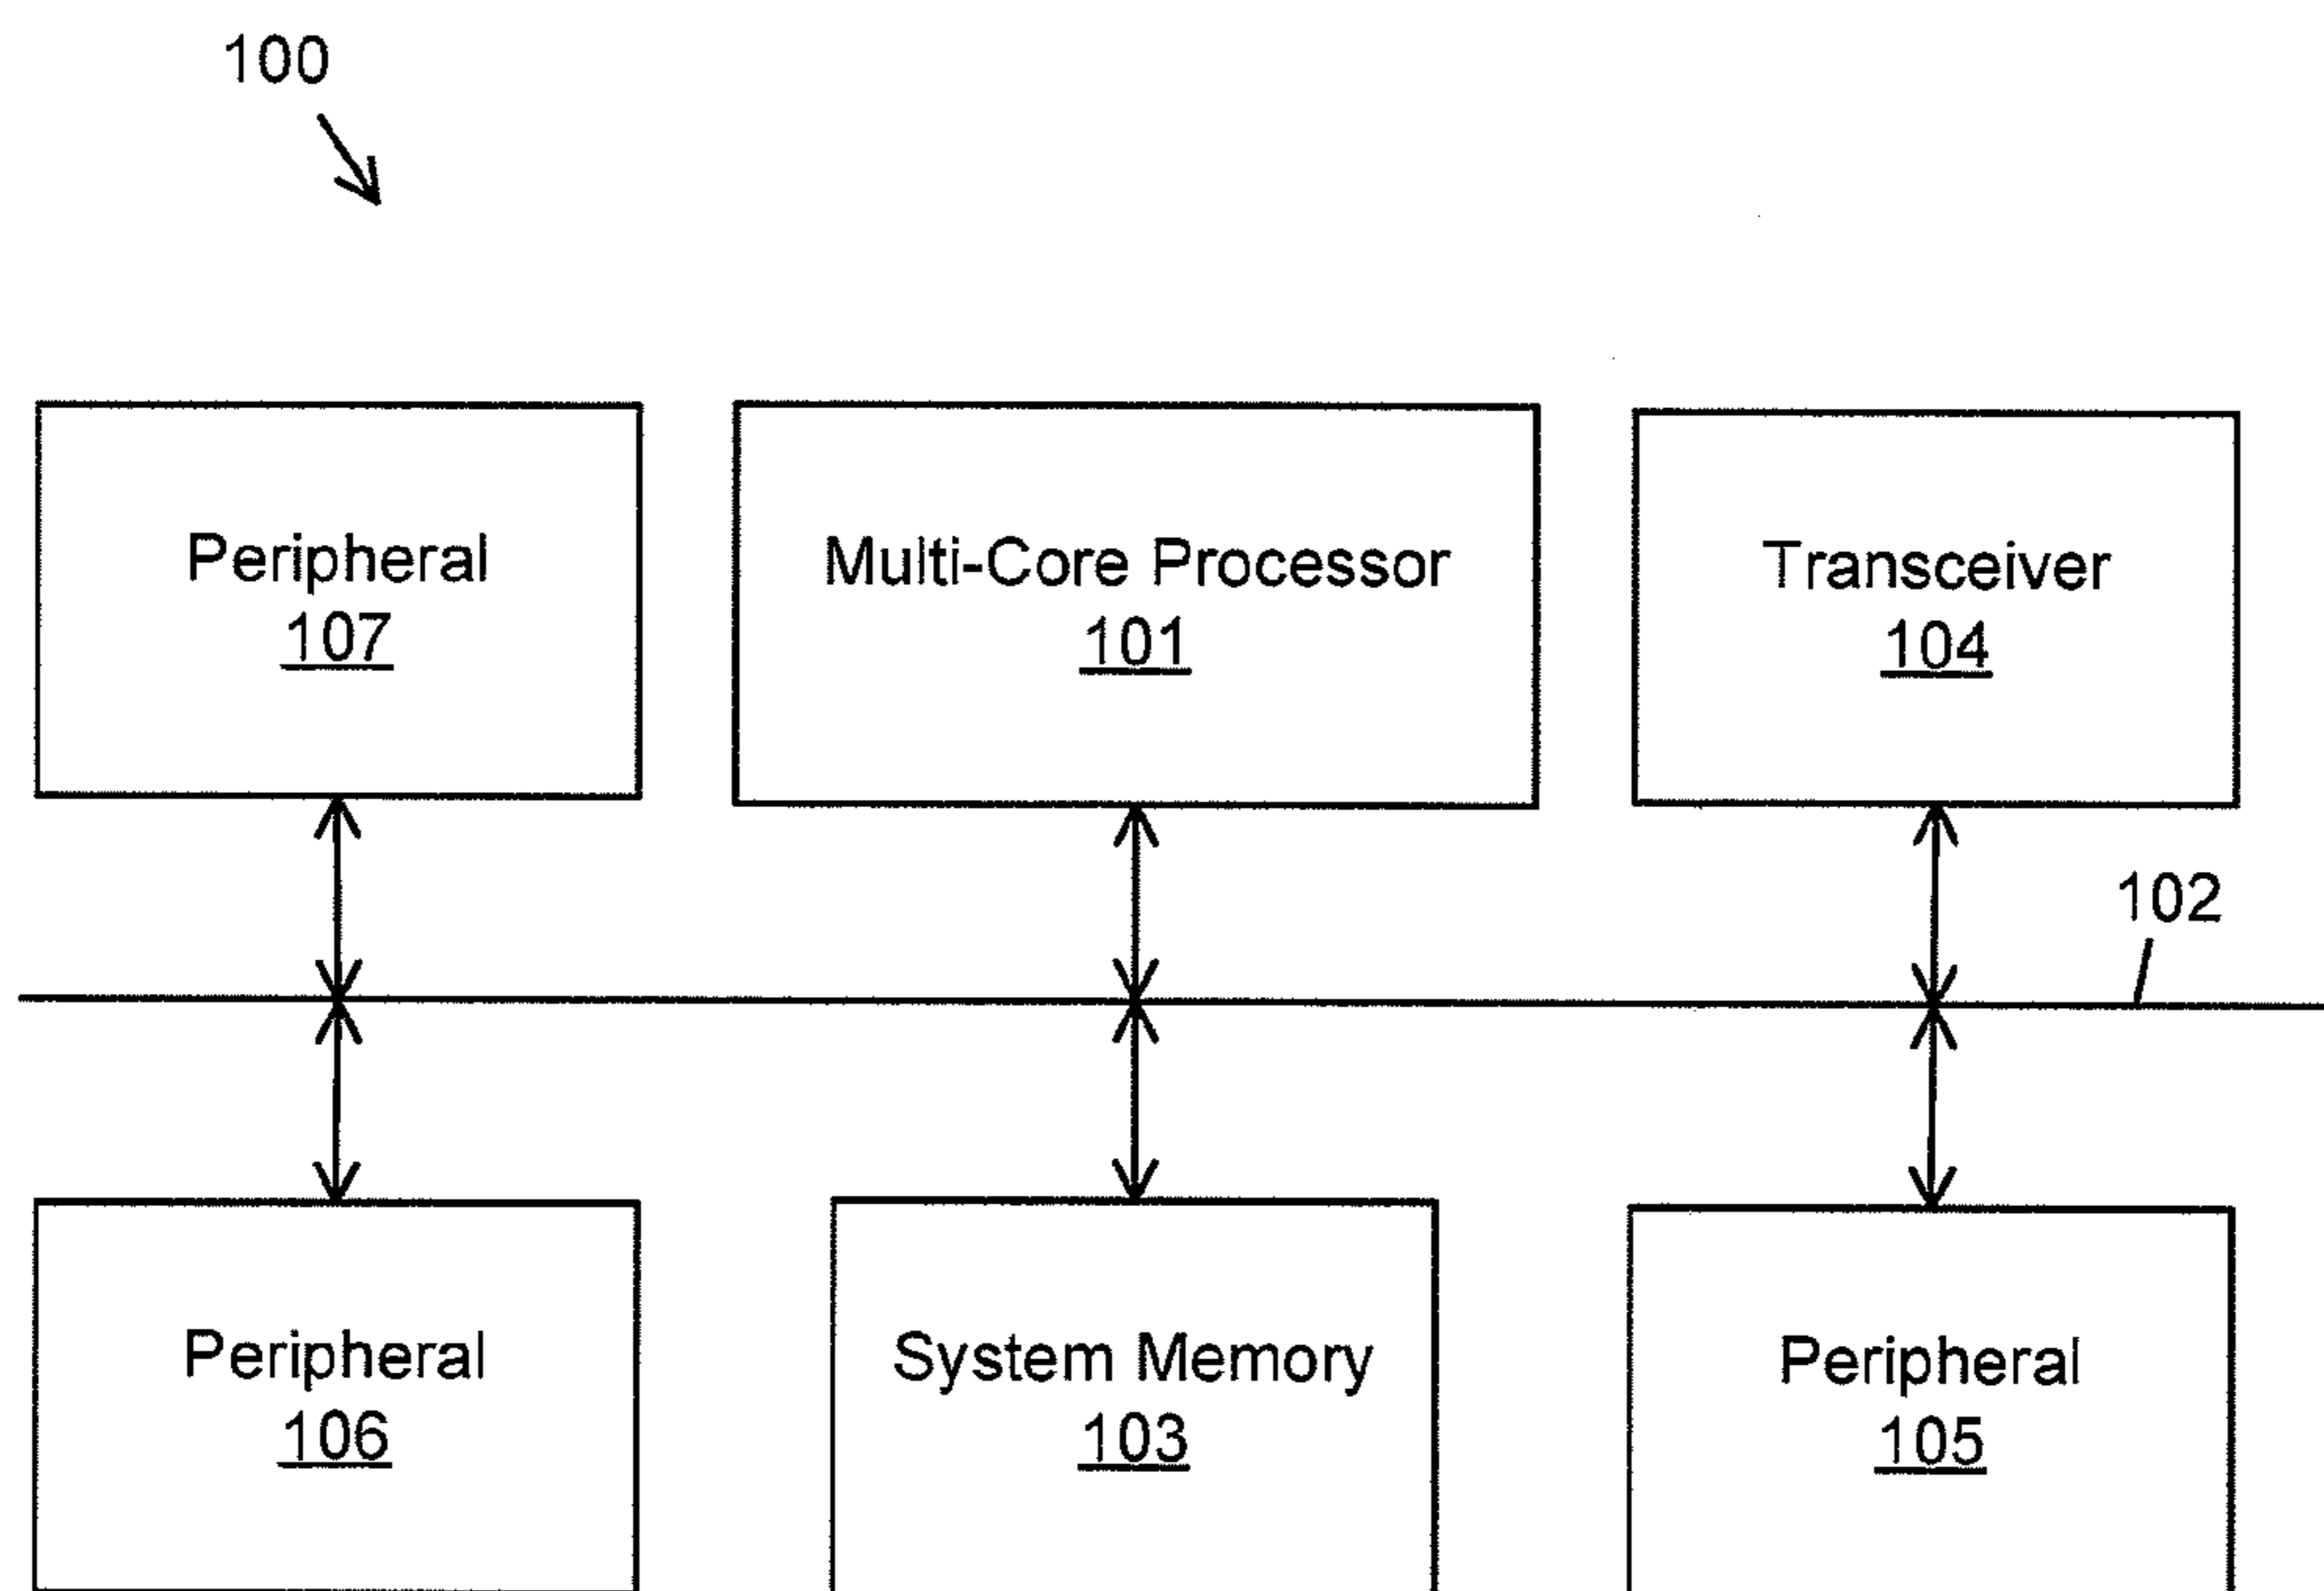 100
Peripheral
107
Multi-Core Processor
101
Transceiver
104
102
Peripheral
106
System Memory
103
Peripheral
105